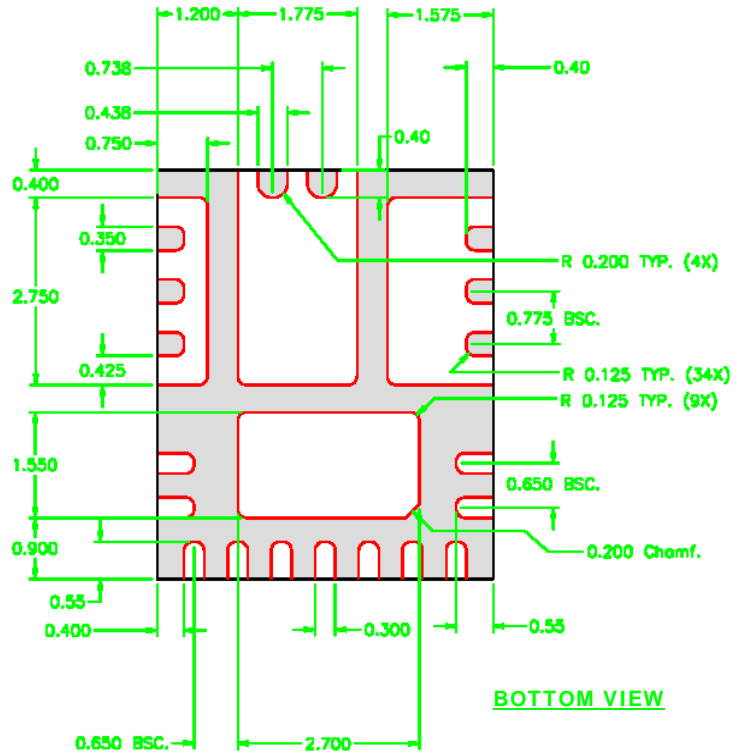 1.200
1.775
1.575
0.738
0.40
0.438
0.40
0.750
0.400
0.350
R 0.200 TYP. (4X)
2.750
0.775 BSC.
0.425
R 0.125 TYP. (34X)
R 0.125 TYP. (9X)
1.550
0.650 BSC.
0.900
0.200 Chamf.
0.55
0.400
0.300
0.55
BOTTOM VIEW
0.650 BSC.
2.700